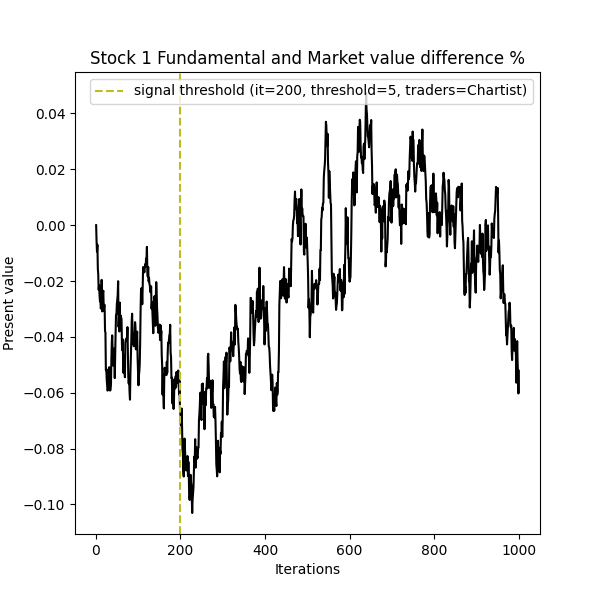 Stock 1 Fundamental and Market value difference %
signal threshold (it=200, threshold=5, traders=Chartist)
0.04
0.02
0.00
−0.02
−0.04
−0.06
−0.08
−0.10
Present value
0 200 400 600 800 1000
Iterations